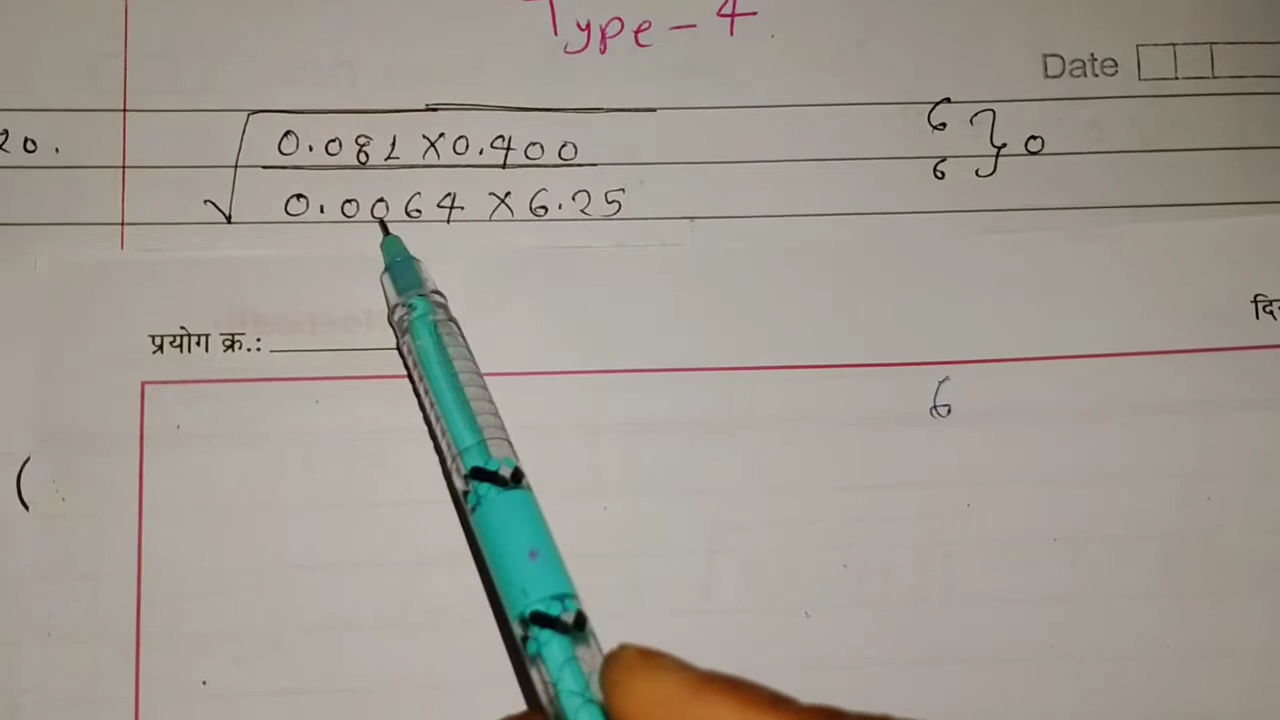 Type - 4
Date
20. √ 0.081 × 0.400
0.0064 × 6.25
6
6 } 0
प्रयोग क्र.:
6
(